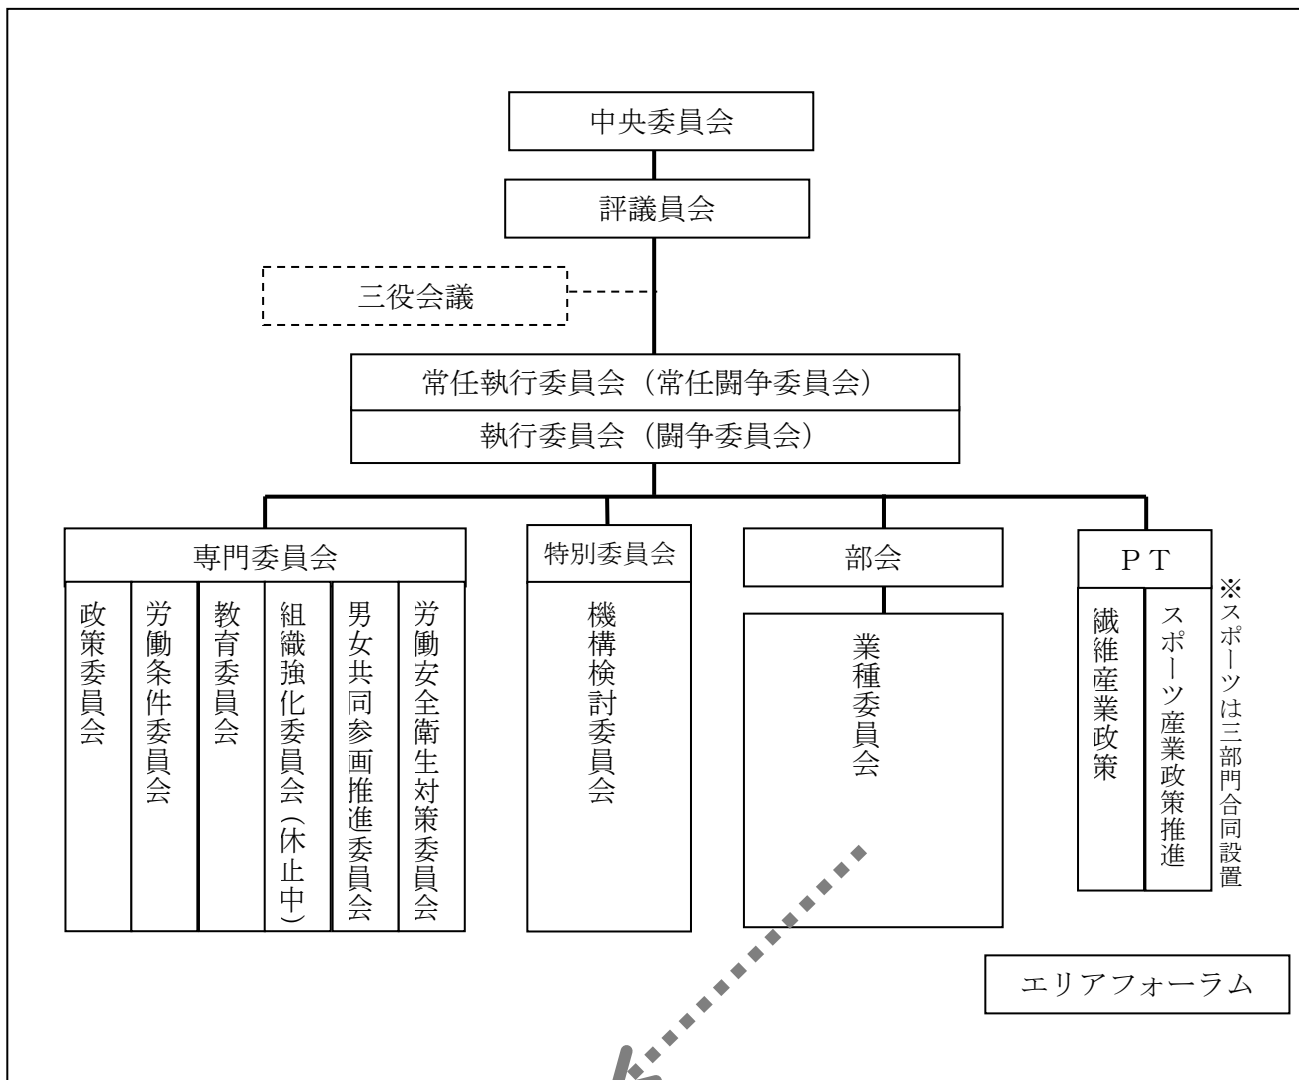 中央委員会
評議員会
三役会議
常任執行委員会（常任闘争委員会）
執行委員会（闘争委員会）
専門委員会
政策委員会
労働条件委員会
教育委員会
組織強化委員会（休止中）
男女共同参画推進委員会
労働安全衛生対策委員会
特別委員会
機構検討委員会
部会
業種委員会
ＰＴ
繊維産業政策
スポーツ産業政策推進
※スポーツは三部門合同設置
エリアフォーラム